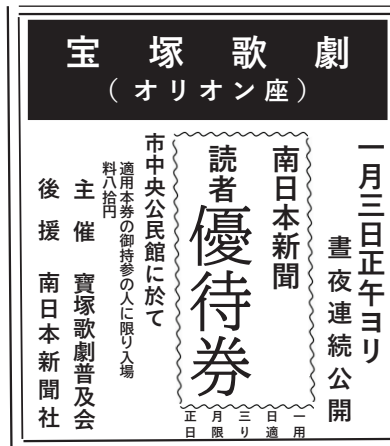 宝塚歌劇
（オリオン座）
一月三日正午ヨリ
晝夜連続公開
南日本新聞
読者優待券
一月三日正
用適り限日
市中央公民館に於て
適用本券の御持参の人に限り入場
料八拾円
主催 寶塚歌劇普及会
後援 南日本新聞社